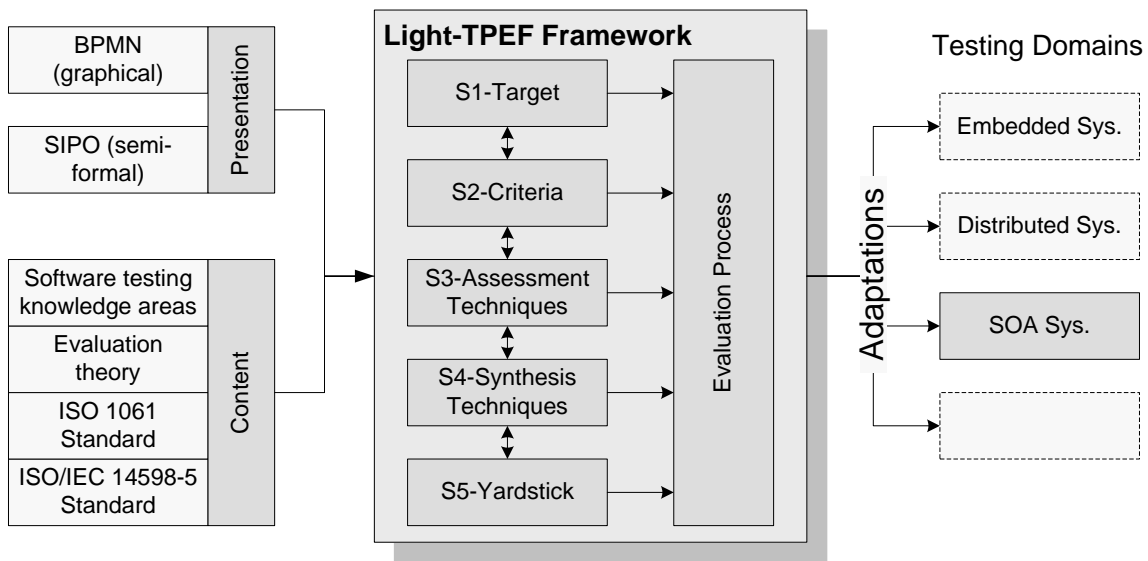 BPMN
(graphical)
SIPO (semi-
formal)
Presentation
Software testing
knowledge areas
Evaluation
theory
ISO 1061
Standard
ISO/IEC 14598-5
Standard
Content
Light-TPEF Framework
S1-Target
S2-Criteria
S3-Assessment
Techniques
S4-Synthesis
Techniques
S5-Yardstick
Evaluation Process
Adaptations
Testing Domains
Embedded Sys.
Distributed Sys.
SOA Sys.